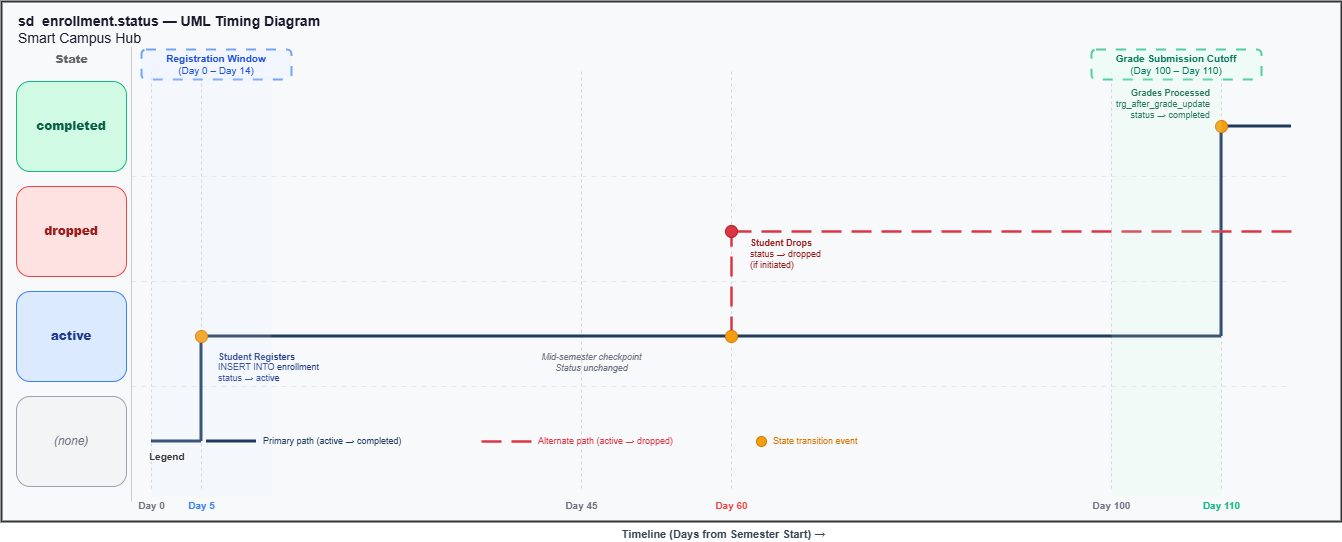 sd enrollment.status — UML Timing Diagram
Smart Campus Hub
State
Registration Window
(Day 0 – Day 14)
Grade Submission Cutoff
(Day 100 – Day 110)
Grades Processed
trg_after_grade_update
status → completed
completed
dropped
Student Drops
status → dropped
(if initiated)
active
Student Registers
INSERT INTO enrollment
status → active
Mid-semester checkpoint
Status unchanged
(none)
Primary path (active → completed)
Alternate path (active → dropped)
State transition event
Legend
Day 0
Day 5
Day 45
Day 60
Day 100
Day 110
Timeline (Days from Semester Start) →